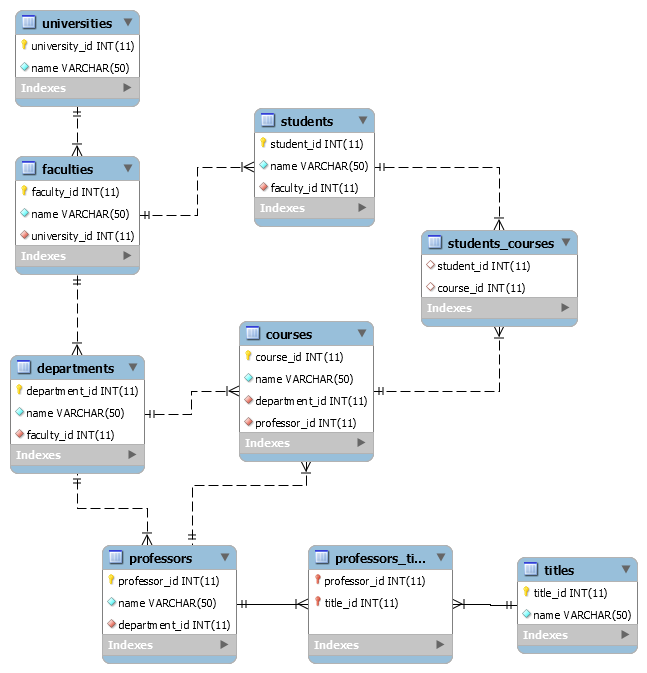 universities
university_id INT(11)
name VARCHAR(50)
Indexes
students
student_id INT(11)
name VARCHAR(50)
faculty_id INT(11)
Indexes
faculties
faculty_id INT(11)
name VARCHAR(50)
university_id INT(11)
Indexes
students_courses
student_id INT(11)
course_id INT(11)
Indexes
courses
course_id INT(11)
name VARCHAR(50)
department_id INT(11)
professor_id INT(11)
Indexes
departments
department_id INT(11)
name VARCHAR(50)
faculty_id INT(11)
Indexes
professors
professor_id INT(11)
name VARCHAR(50)
department_id INT(11)
Indexes
professors_ti...
professor_id INT(11)
title_id INT(11)
Indexes
titles
title_id INT(11)
name VARCHAR(50)
Indexes